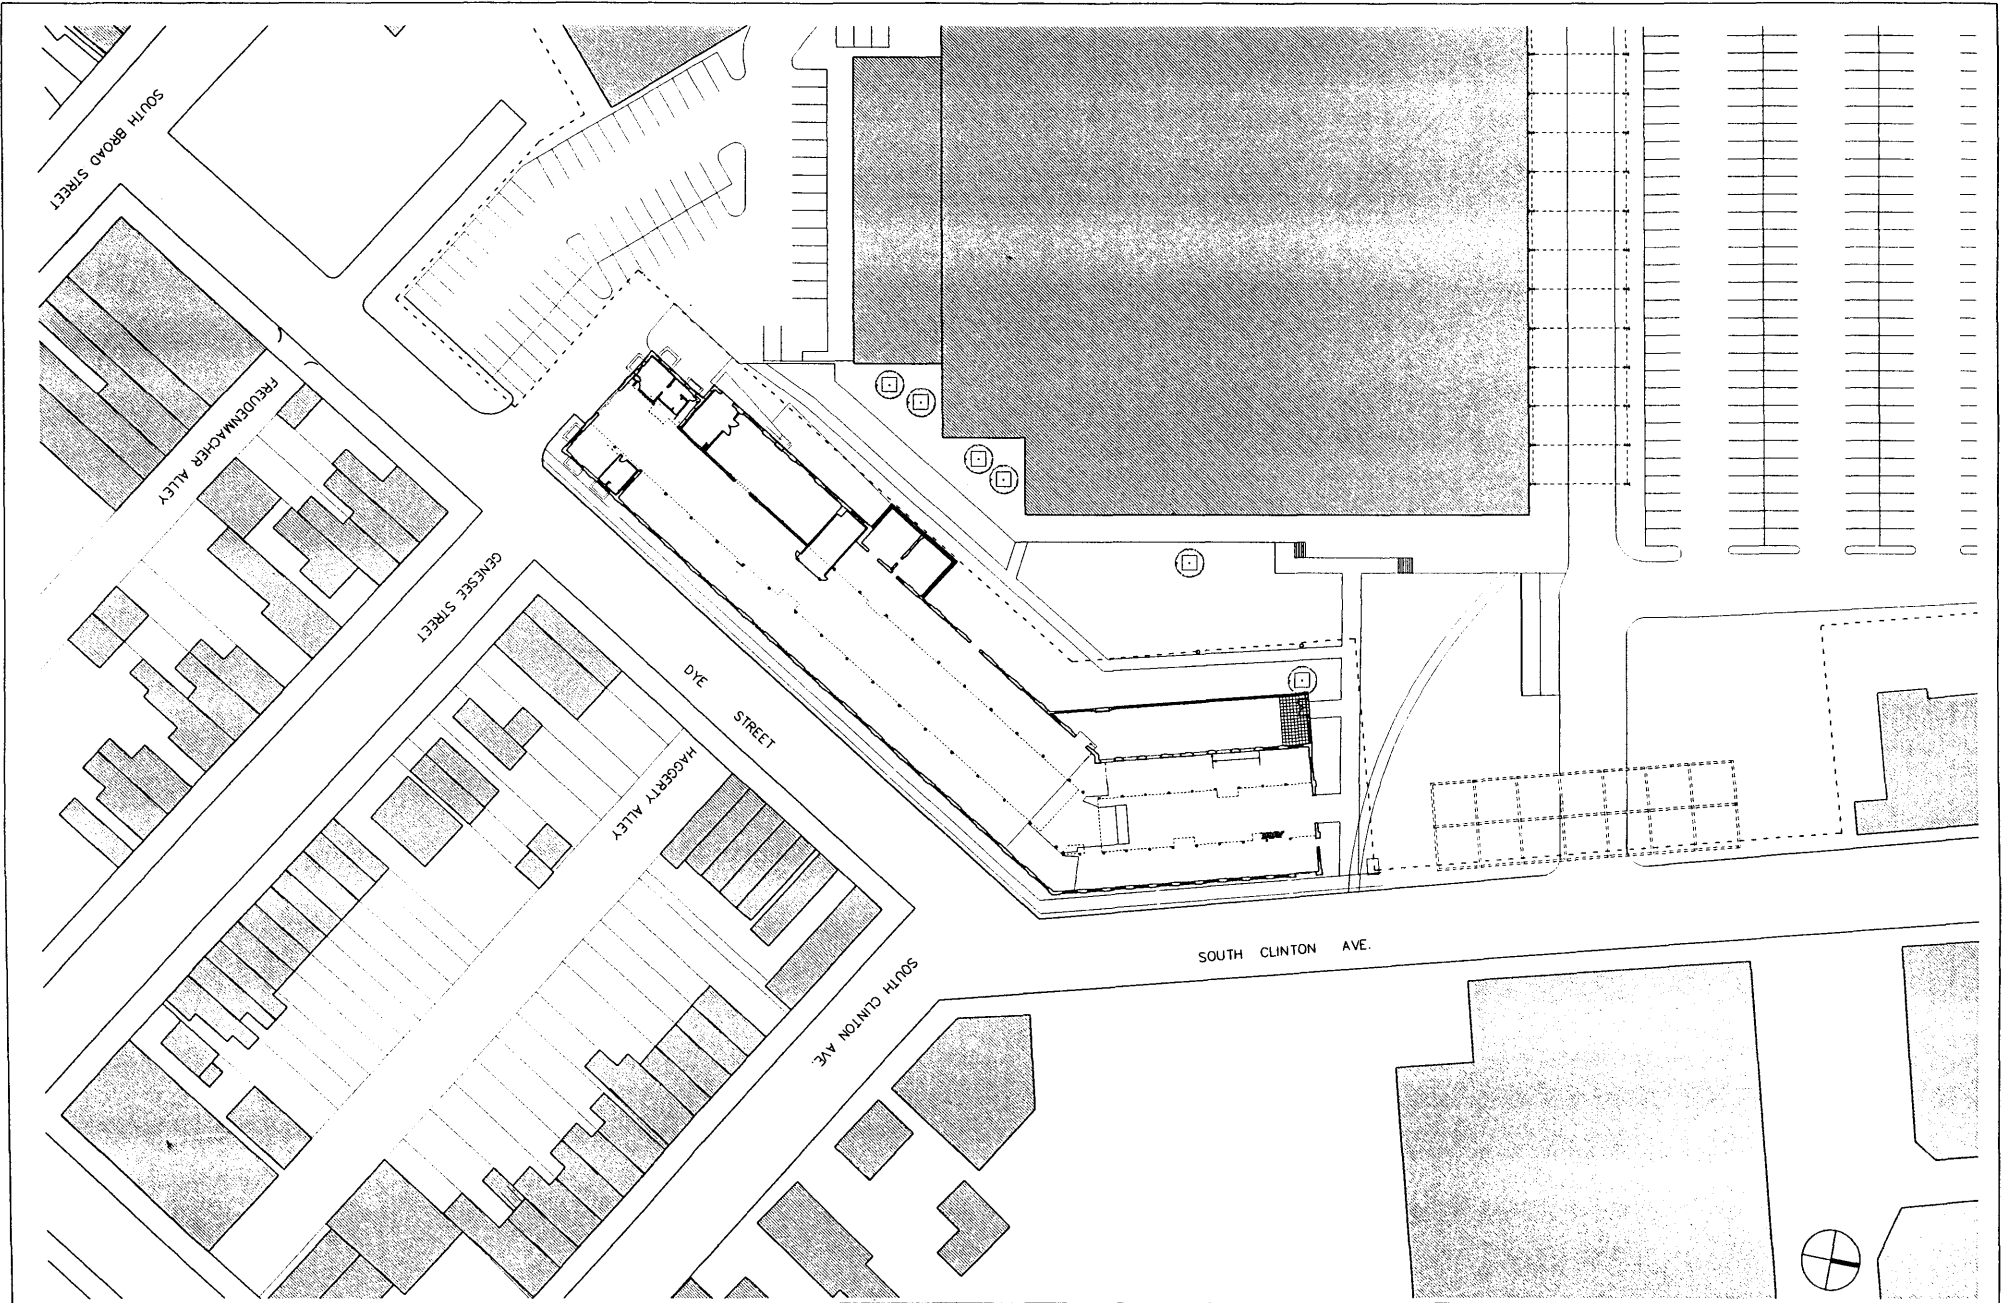 SOUTH BROAD STREET
FREUDENMACHER ALLEY
GENESEE STREET
DYE
STREET
HAGGERTY ALLEY
SOUTH CLINTON AVE.
SOUTH CLINTON AVE.